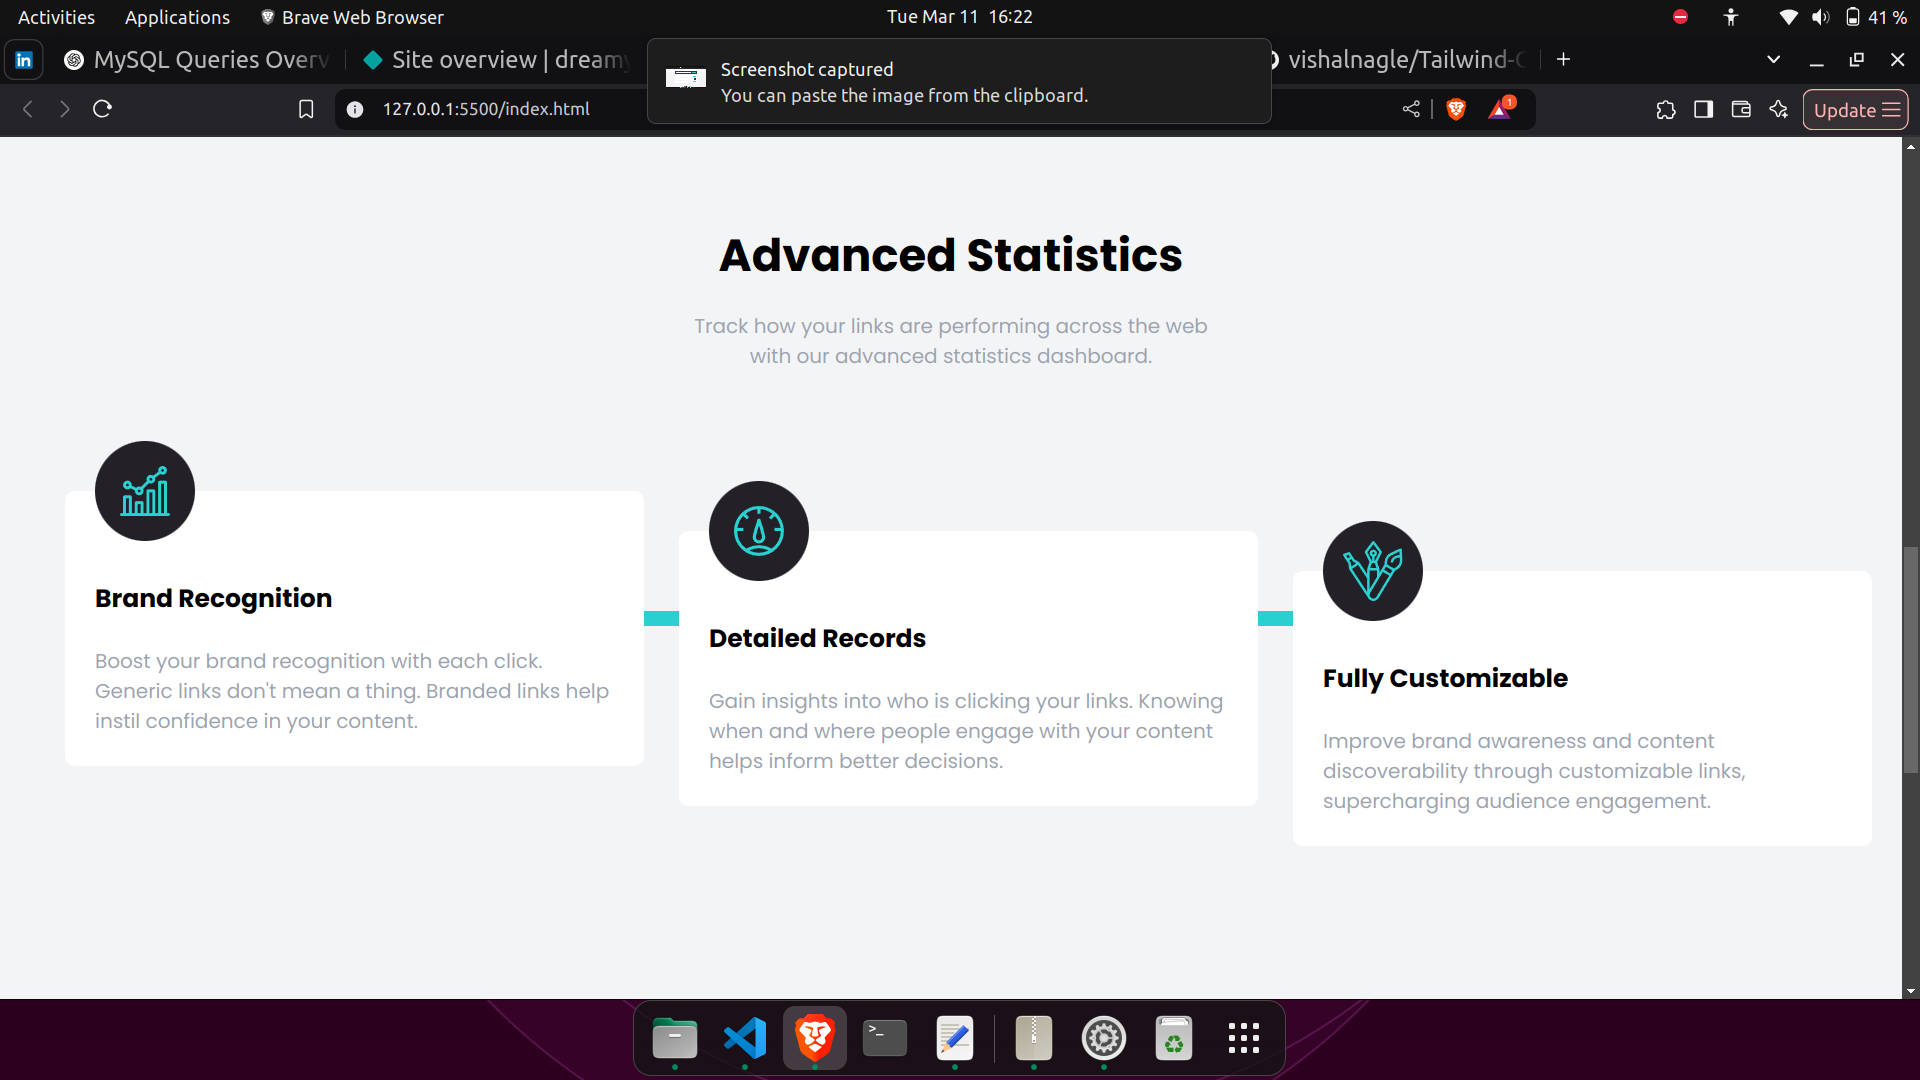 Activities Applications Brave Web Browser Tue Mar 11 16:22 41 %
MySQL Queries Overv Site overview | dreamy vishalnagle/Tailwind-C
Screenshot captured
You can paste the image from the clipboard.
127.0.0.1:5500/index.html 1 Update
Advanced Statistics
Track how your links are performing across the web
with our advanced statistics dashboard.
Brand Recognition
Boost your brand recognition with each click.
Generic links don't mean a thing. Branded links help
instil confidence in your content.
Detailed Records
Gain insights into who is clicking your links. Knowing
when and where people engage with your content
helps inform better decisions.
Fully Customizable
Improve brand awareness and content
discoverability through customizable links,
supercharging audience engagement.